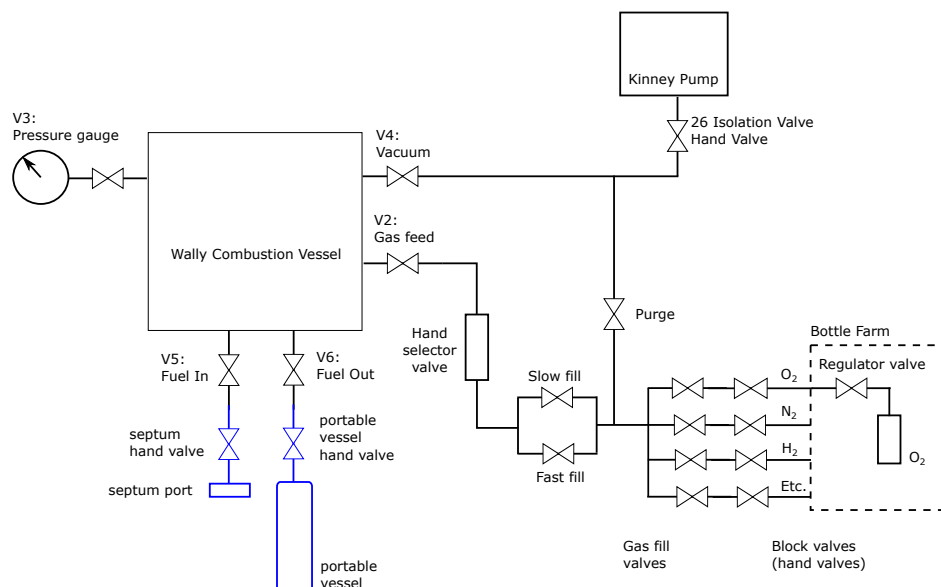 Kinney Pump
26 Isolation Valve
Hand Valve
V3:
Pressure gauge
V4:
Vacuum
V2:
Gas feed
Wally Combustion Vessel
Purge
Hand
selector
valve
Bottle Farm
Regulator valve
V5:
Fuel In
V6:
Fuel Out
Slow fill
Fast fill
O2
N2
H2
Etc.
O2
septum
hand valve
portable
vessel
hand valve
septum port
Gas fill
valves
Block valves
(hand valves)
portable
vessel